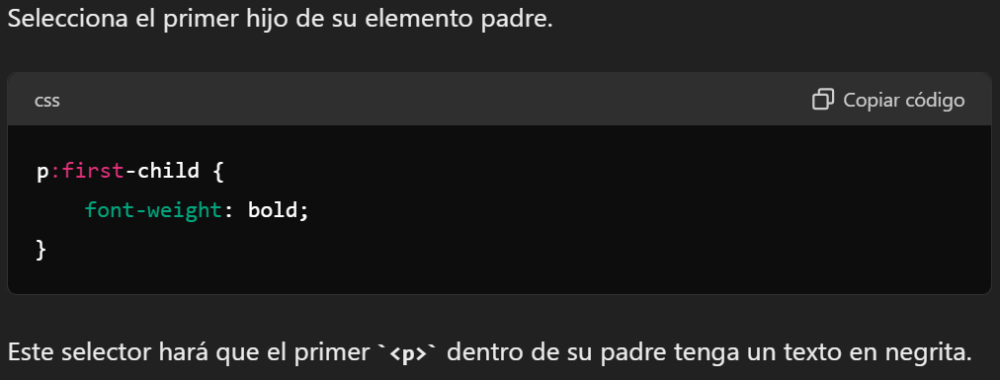 Selecciona el primer hijo de su elemento padre.
css
Copiar código
p:first-child {
    font-weight: bold;
}
Este selector hará que el primer `<p>` dentro de su padre tenga un texto en negrita.